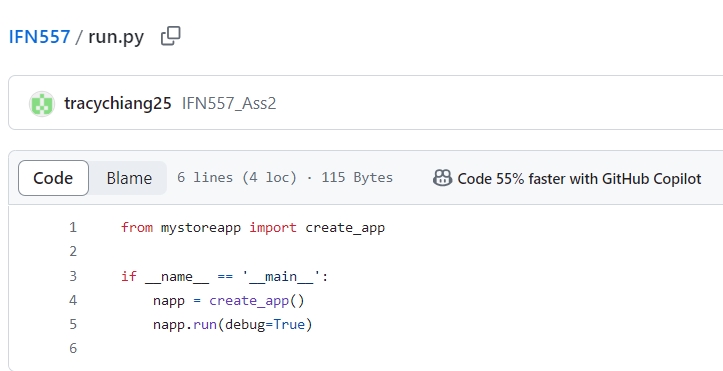 IFN557 / run.py
tracychiang25 IFN557_Ass2
Code Blame 6 lines (4 loc) · 115 Bytes Code 55% faster with GitHub Copilot
1 from mystoreapp import create_app
2
3 if __name__ == '__main__':
4     napp = create_app()
5     napp.run(debug=True)
6